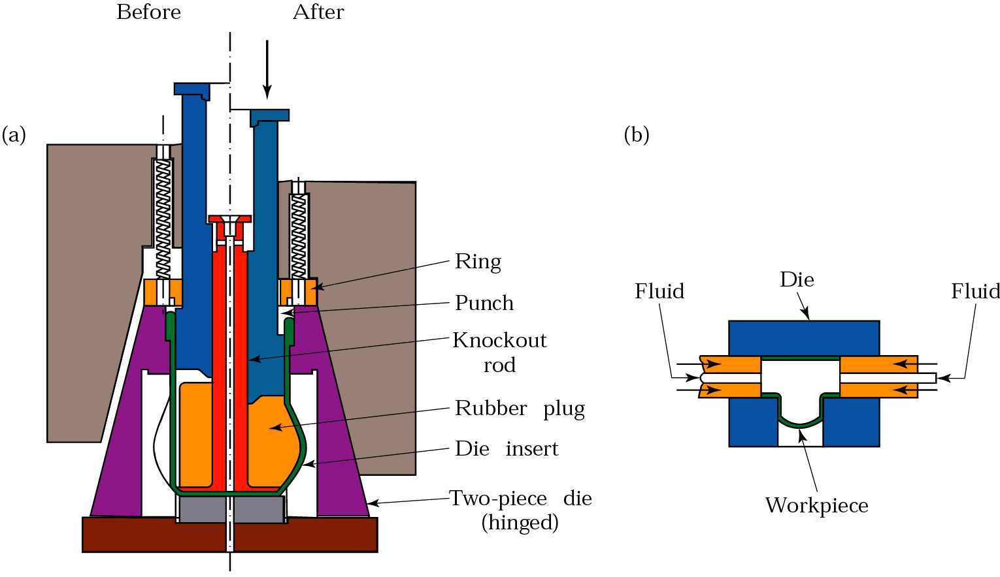 Before
After
(a)
Ring
Punch
Knockout
rod
Rubber plug
Die insert
Two-piece die
(hinged)
(b)
Die
Fluid
Fluid
Workpiece